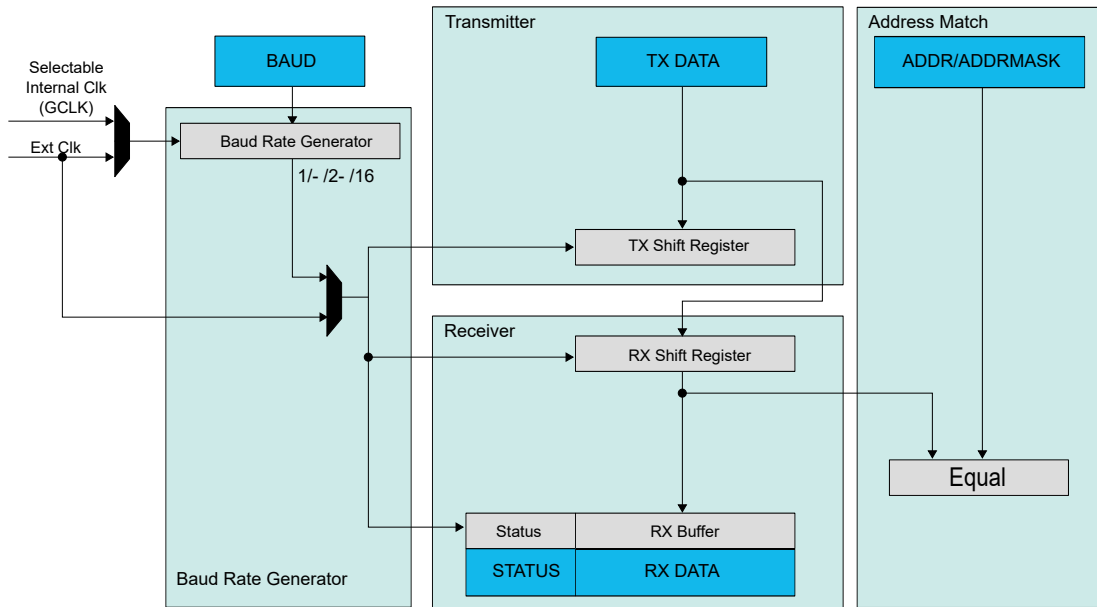 Transmitter
Address Match
BAUD
TX DATA
ADDR/ADDRMASK
Selectable
Internal Clk
(GCLK)
Ext Clk
Baud Rate Generator
1/- /2- /16
TX Shift Register
Receiver
RX Shift Register
Equal
Status
RX Buffer
STATUS
RX DATA
Baud Rate Generator